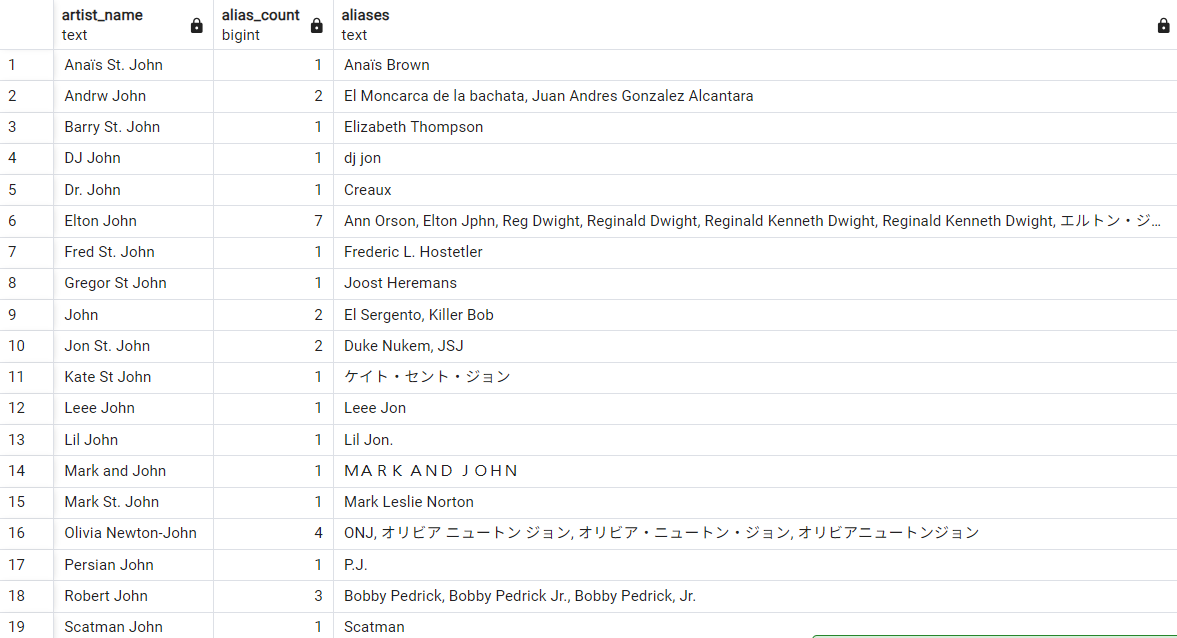 artist_name alias_count aliases
text bigint text
1 Anaïs St. John 1 Anaïs Brown
2 Andrw John 2 El Moncarca de la bachata, Juan Andres Gonzalez Alcantara
3 Barry St. John 1 Elizabeth Thompson
4 DJ John 1 dj jon
5 Dr. John 1 Creaux
6 Elton John 7 Ann Orson, Elton Jphn, Reg Dwight, Reginald Dwight, Reginald Kenneth Dwight, Reginald Kenneth Dwight, エルトン・ジ...
7 Fred St. John 1 Frederic L. Hostetler
8 Gregor St John 1 Joost Heremans
9 John 2 El Sergento, Killer Bob
10 Jon St. John 2 Duke Nukem, JSJ
11 Kate St John 1 ケイト・セント・ジョン
12 Leee John 1 Leee Jon
13 Lil John 1 Lil Jon.
14 Mark and John 1 ＭＡＲＫ ＡＮＤ ＪＯＨＮ
15 Mark St. John 1 Mark Leslie Norton
16 Olivia Newton-John 4 ONJ, オリビア ニュートン ジョン, オリビア・ニュートン・ジョン, オリビアニュートンジョン
17 Persian John 1 P.J.
18 Robert John 3 Bobby Pedrick, Bobby Pedrick Jr., Bobby Pedrick, Jr.
19 Scatman John 1 Scatman